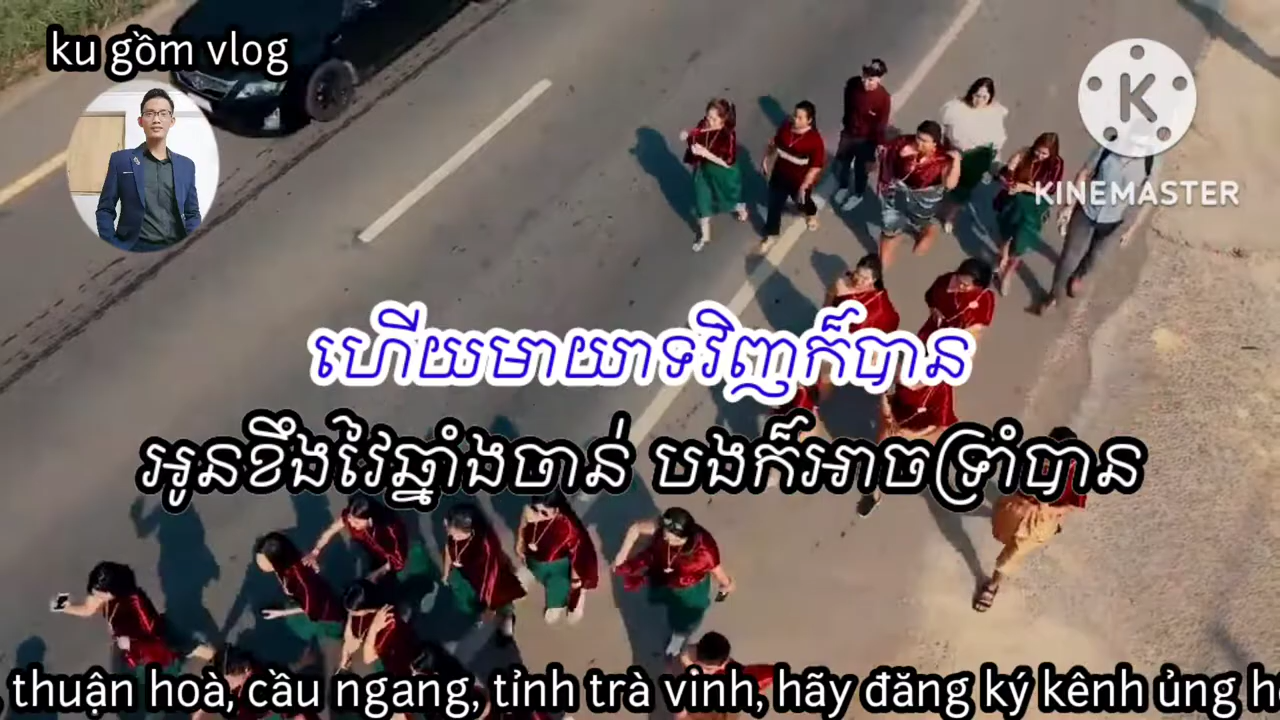 ku gồm vlog
K
KINEMASTER
ហើយមាយាទវិញក៏បាន
អូនខឹងវៃឆ្នាំងចាន់ បងក៏អាចទ្រាំបាន
thuận hoà, cầu ngang, tỉnh trà vinh, hãy đăng ký kênh ủng